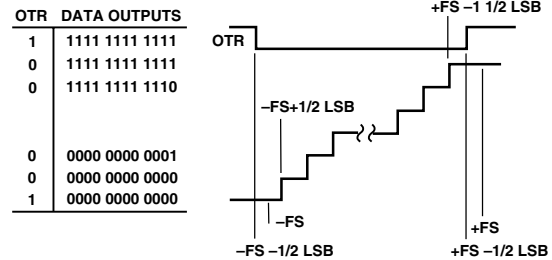 OTR DATA OUTPUTS
1 1111 1111 1111
0 1111 1111 1111
0 1111 1111 1110
0 0000 0000 0001
0 0000 0000 0000
1 0000 0000 0000
+FS –1 1/2 LSB
OTR
–FS+1/2 LSB
–FS
+FS
–FS –1/2 LSB
+FS –1/2 LSB